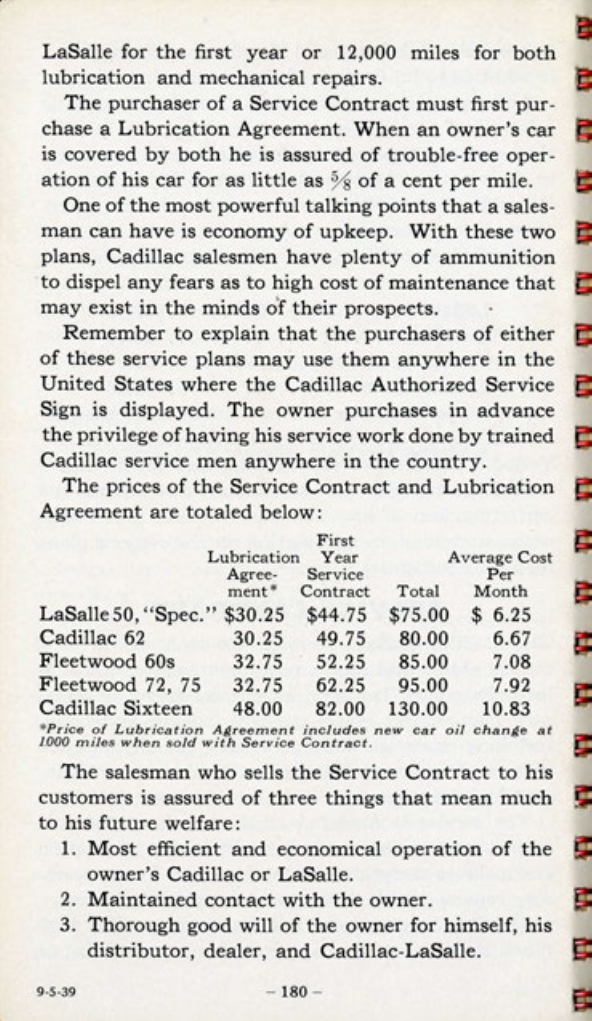 LaSalle for the first year or 12,000 miles for both
lubrication and mechanical repairs.
The purchaser of a Service Contract must first pur-
chase a Lubrication Agreement. When an owner's car
is covered by both he is assured of trouble-free oper-
ation of his car for as little as ⅝ of a cent per mile.
One of the most powerful talking points that a sales-
man can have is economy of upkeep. With these two
plans, Cadillac salesmen have plenty of ammunition
to dispel any fears as to high cost of maintenance that
may exist in the minds of their prospects.
Remember to explain that the purchasers of either
of these service plans may use them anywhere in the
United States where the Cadillac Authorized Service
Sign is displayed. The owner purchases in advance
the privilege of having his service work done by trained
Cadillac service men anywhere in the country.
The prices of the Service Contract and Lubrication
Agreement are totaled below:
First
Lubrication Year Average Cost
Agree- Service Per
ment* Contract Total Month
LaSalle 50, "Spec." $30.25 $44.75 $75.00 $ 6.25
Cadillac 62 30.25 49.75 80.00 6.67
Fleetwood 60s 32.75 52.25 85.00 7.08
Fleetwood 72, 75 32.75 62.25 95.00 7.92
Cadillac Sixteen 48.00 82.00 130.00 10.83
*Price of Lubrication Agreement includes new car oil change at
1000 miles when sold with Service Contract.
The salesman who sells the Service Contract to his
customers is assured of three things that mean much
to his future welfare:
1. Most efficient and economical operation of the
owner's Cadillac or LaSalle.
2. Maintained contact with the owner.
3. Thorough good will of the owner for himself, his
distributor, dealer, and Cadillac-LaSalle.
9-5-39 – 180 –